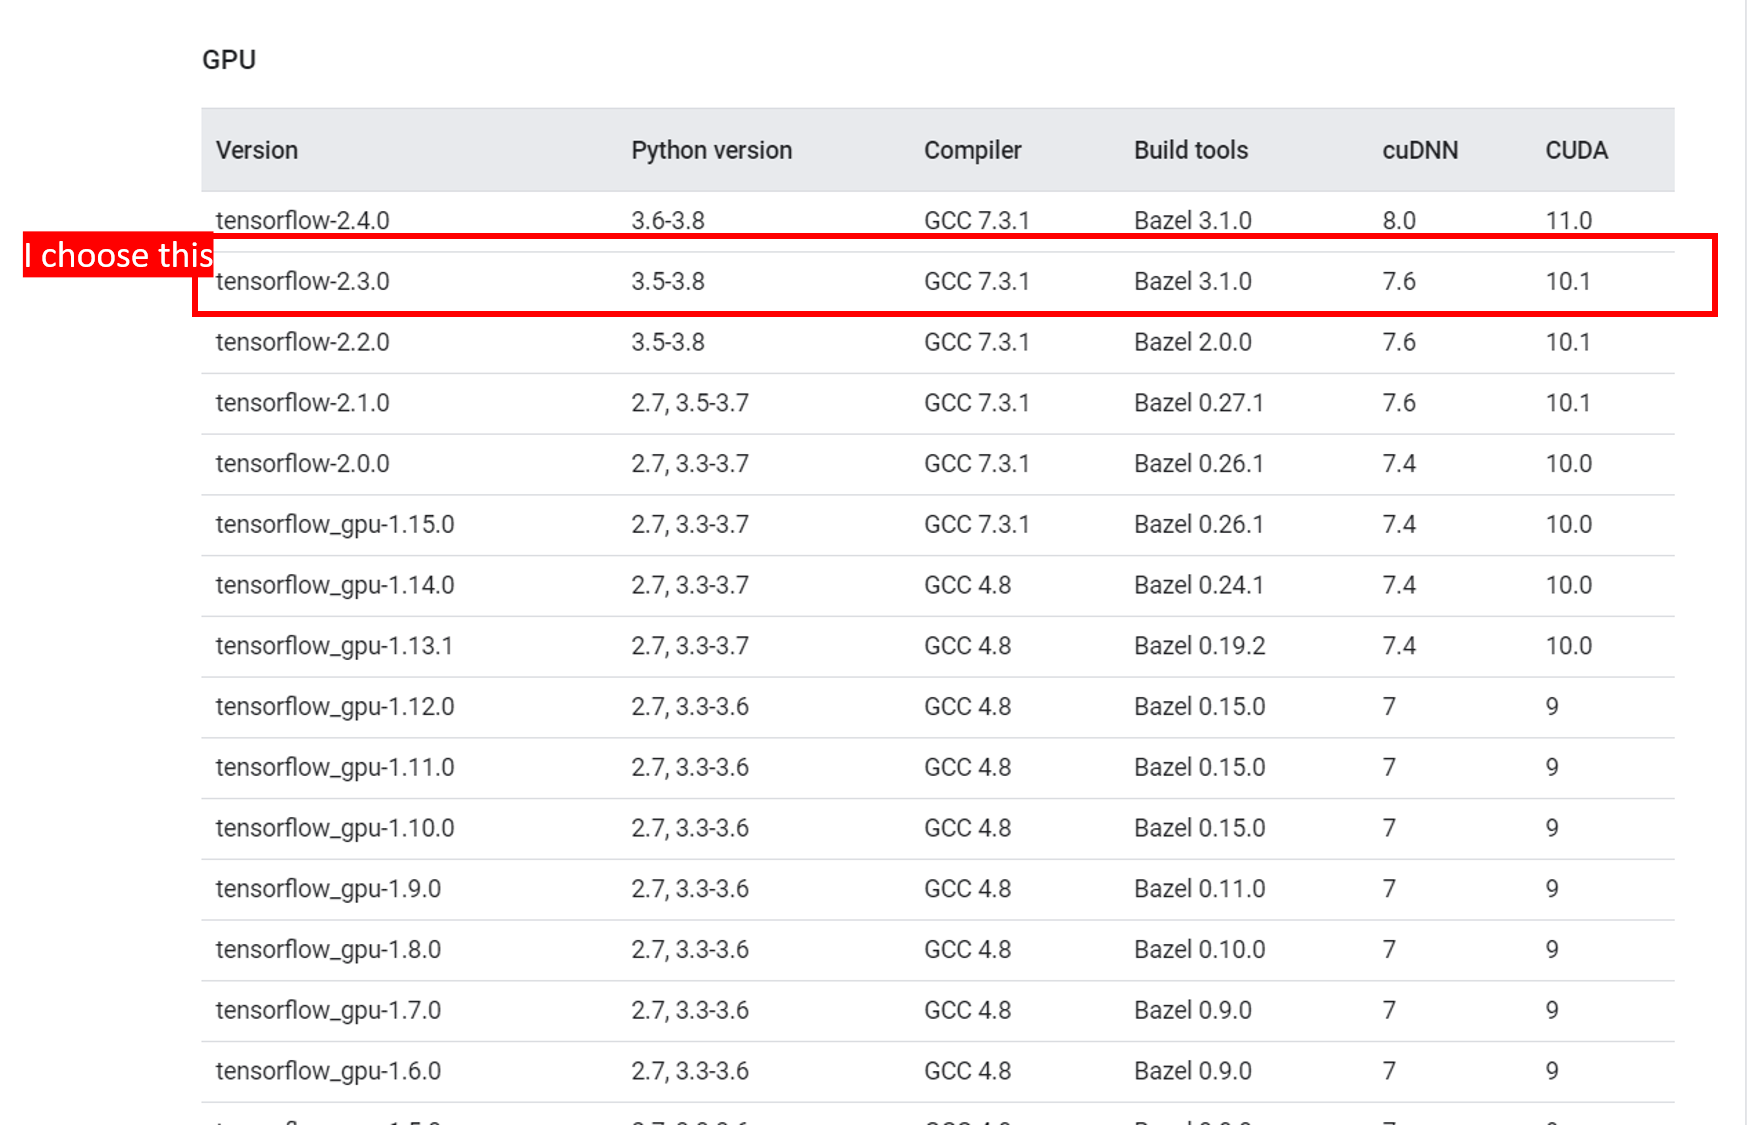 GPU
Version Python version Compiler Build tools cuDNN CUDA
tensorflow-2.4.0 3.6-3.8 GCC 7.3.1 Bazel 3.1.0 8.0 11.0
I choose this
tensorflow-2.3.0 3.5-3.8 GCC 7.3.1 Bazel 3.1.0 7.6 10.1
tensorflow-2.2.0 3.5-3.8 GCC 7.3.1 Bazel 2.0.0 7.6 10.1
tensorflow-2.1.0 2.7, 3.5-3.7 GCC 7.3.1 Bazel 0.27.1 7.6 10.1
tensorflow-2.0.0 2.7, 3.3-3.7 GCC 7.3.1 Bazel 0.26.1 7.4 10.0
tensorflow_gpu-1.15.0 2.7, 3.3-3.7 GCC 7.3.1 Bazel 0.26.1 7.4 10.0
tensorflow_gpu-1.14.0 2.7, 3.3-3.7 GCC 4.8 Bazel 0.24.1 7.4 10.0
tensorflow_gpu-1.13.1 2.7, 3.3-3.7 GCC 4.8 Bazel 0.19.2 7.4 10.0
tensorflow_gpu-1.12.0 2.7, 3.3-3.6 GCC 4.8 Bazel 0.15.0 7 9
tensorflow_gpu-1.11.0 2.7, 3.3-3.6 GCC 4.8 Bazel 0.15.0 7 9
tensorflow_gpu-1.10.0 2.7, 3.3-3.6 GCC 4.8 Bazel 0.15.0 7 9
tensorflow_gpu-1.9.0 2.7, 3.3-3.6 GCC 4.8 Bazel 0.11.0 7 9
tensorflow_gpu-1.8.0 2.7, 3.3-3.6 GCC 4.8 Bazel 0.10.0 7 9
tensorflow_gpu-1.7.0 2.7, 3.3-3.6 GCC 4.8 Bazel 0.9.0 7 9
tensorflow_gpu-1.6.0 2.7, 3.3-3.6 GCC 4.8 Bazel 0.9.0 7 9